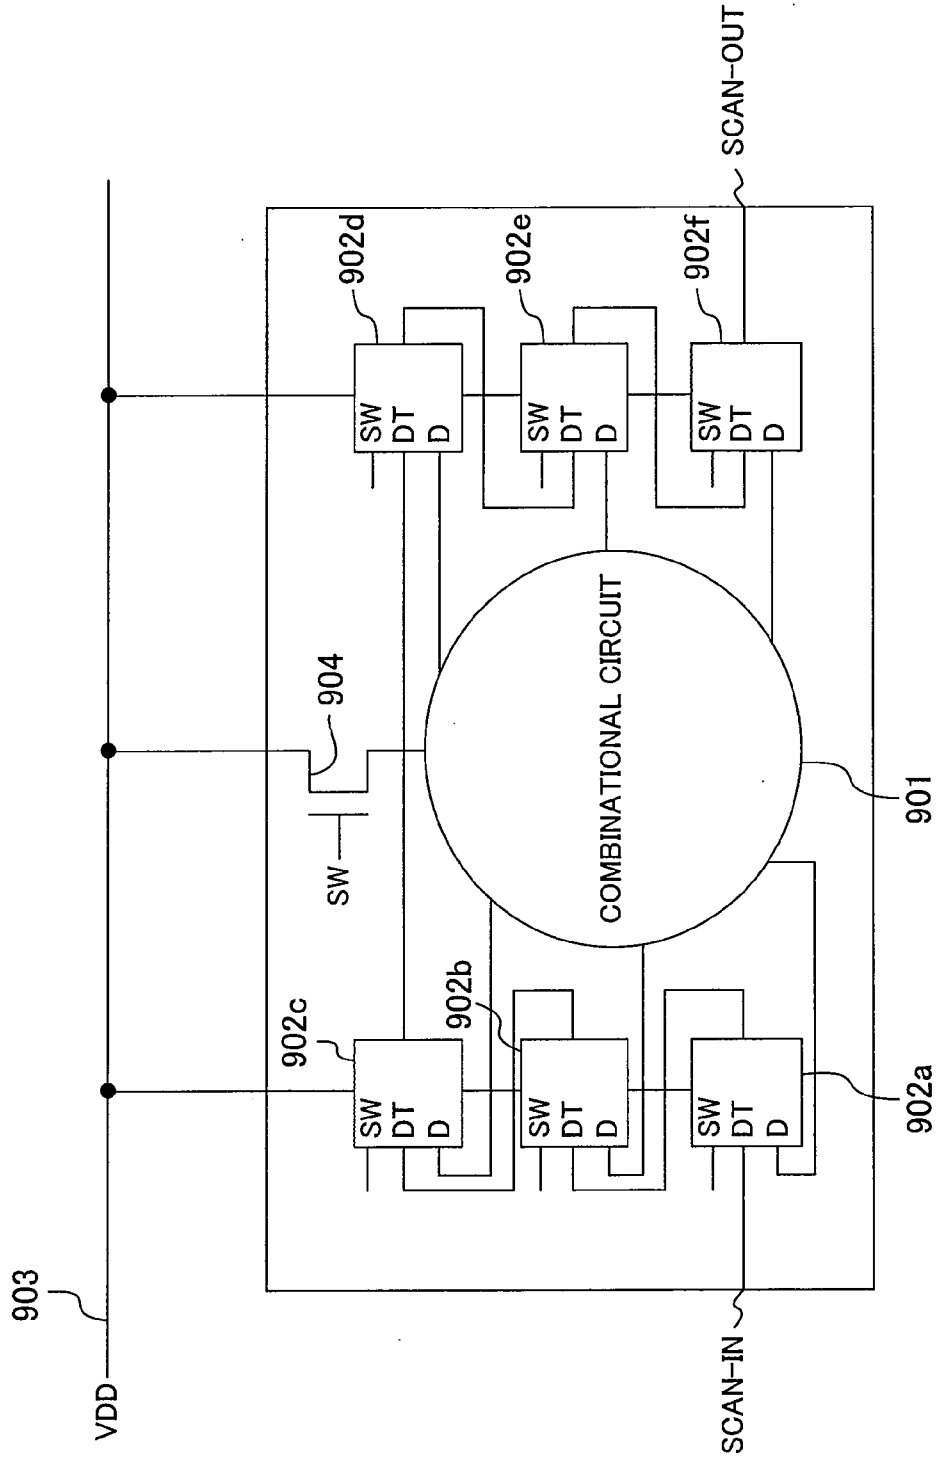 VDD
903
SW
904
902c
SW
DT
D
902b
SW
DT
D
SW
DT
D
902a
902d
SW
DT
D
902e
SW
DT
D
902f
SW
DT
D
COMBINATIONAL CIRCUIT
901
SCAN-IN
SCAN-OUT